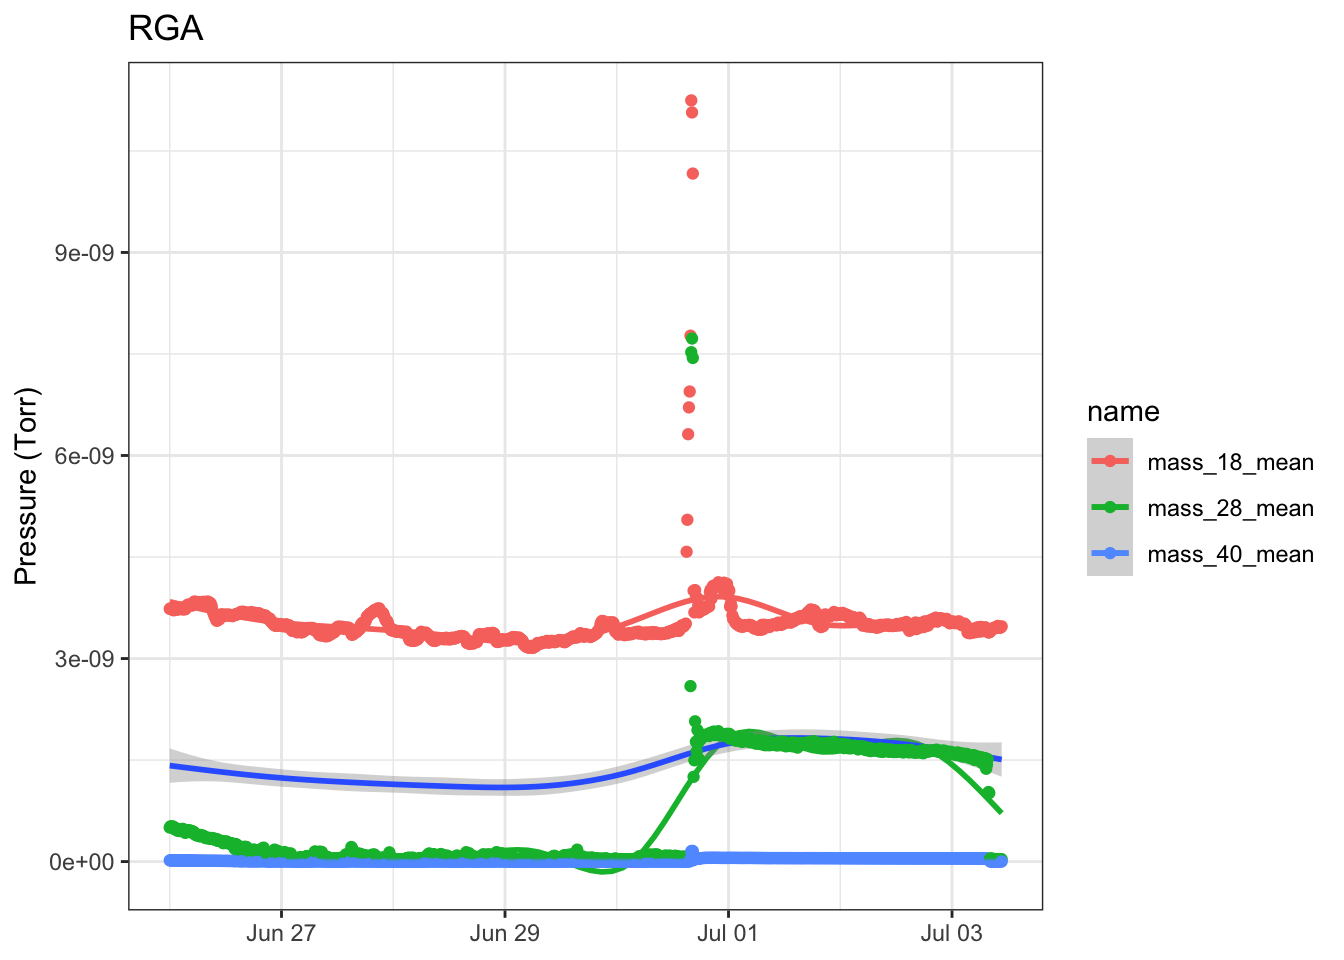 RGA
Pressure (Torr)
9e-09
6e-09
3e-09
0e+00
Jun 27
Jun 29
Jul 01
Jul 03
name
mass_18_mean
mass_28_mean
mass_40_mean